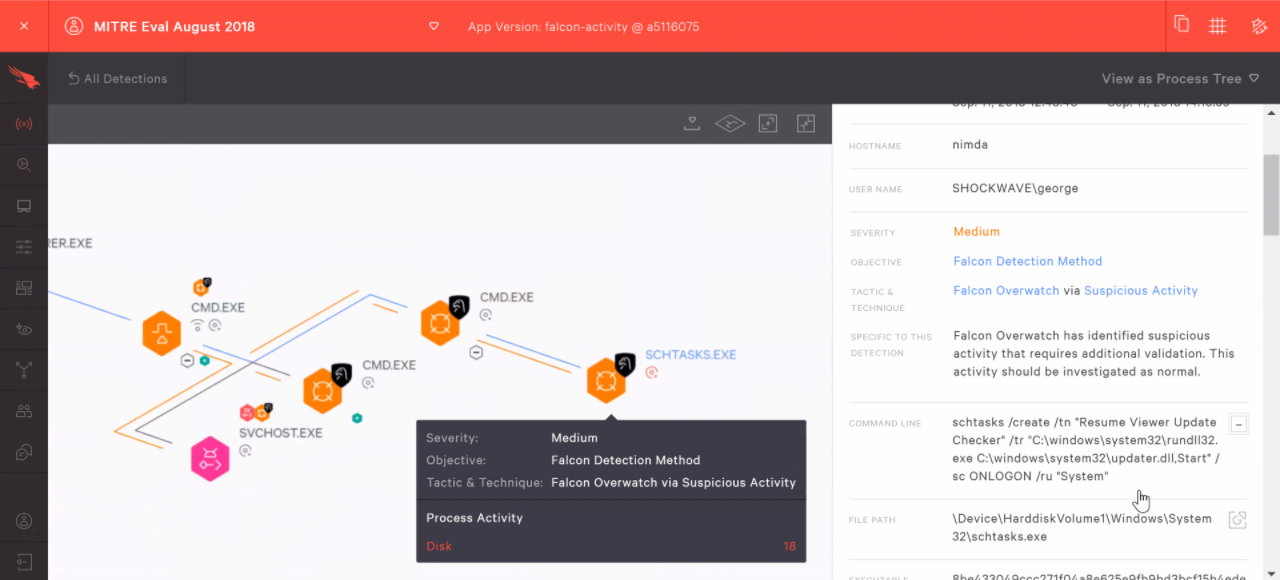 MITRE Eval August 2018
App Version: falcon-activity @ a5116075
All Detections
View as Process Tree
RER.EXE
CMD.EXE
CMD.EXE
SVCHOST.EXE
CMD.EXE
SCHTASKS.EXE
Severity: Medium
Objective: Falcon Detection Method
Tactic & Technique: Falcon Overwatch via Suspicious Activity
Process Activity
Disk 18
HOSTNAME nimda
USER NAME SHOCKWAVE\george
SEVERITY Medium
OBJECTIVE Falcon Detection Method
TACTIC & Falcon Overwatch via Suspicious Activity
TECHNIQUE
SPECIFIC TO THIS Falcon Overwatch has identified suspicious
DETECTION activity that requires additional validation. This
activity should be investigated as normal.
COMMAND LINE schtasks /create /tn "Resume Viewer Update
Checker" /tr "C:\windows\system32\rundll32.
exe C:\windows\system32\updater.dll,Start" /
sc ONLOGON /ru "System"
FILE PATH \Device\HarddiskVolume1\Windows\System
32\schtasks.exe
EXECUTABLE